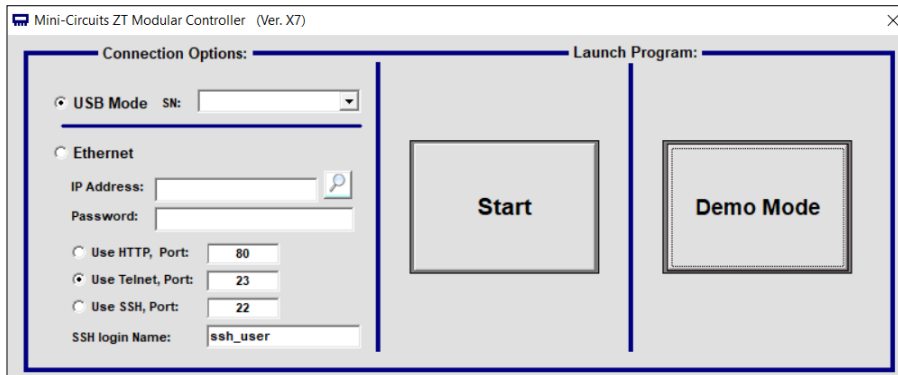 Mini-Circuits ZT Modular Controller (Ver. X7)
Connection Options:
Launch Program:
USB Mode SN:
Ethernet
IP Address:
Password:
Use HTTP, Port: 80
Use Telnet, Port: 23
Use SSH, Port: 22
SSH login Name: ssh_user
Start
Demo Mode